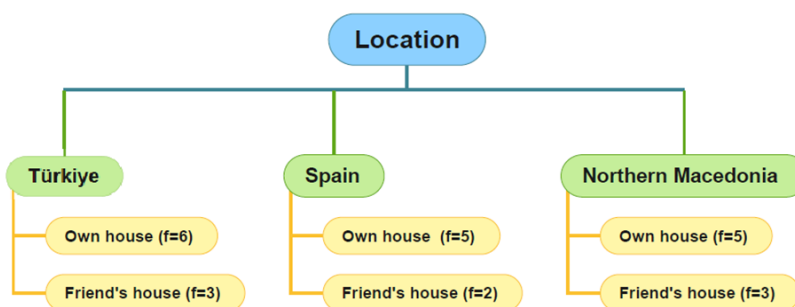 Location
Türkiye
Spain
Northern Macedonia
Own house (f=6)
Own house (f=5)
Own house (f=5)
Friend's house (f=3)
Friend's house (f=2)
Friend's house (f=3)